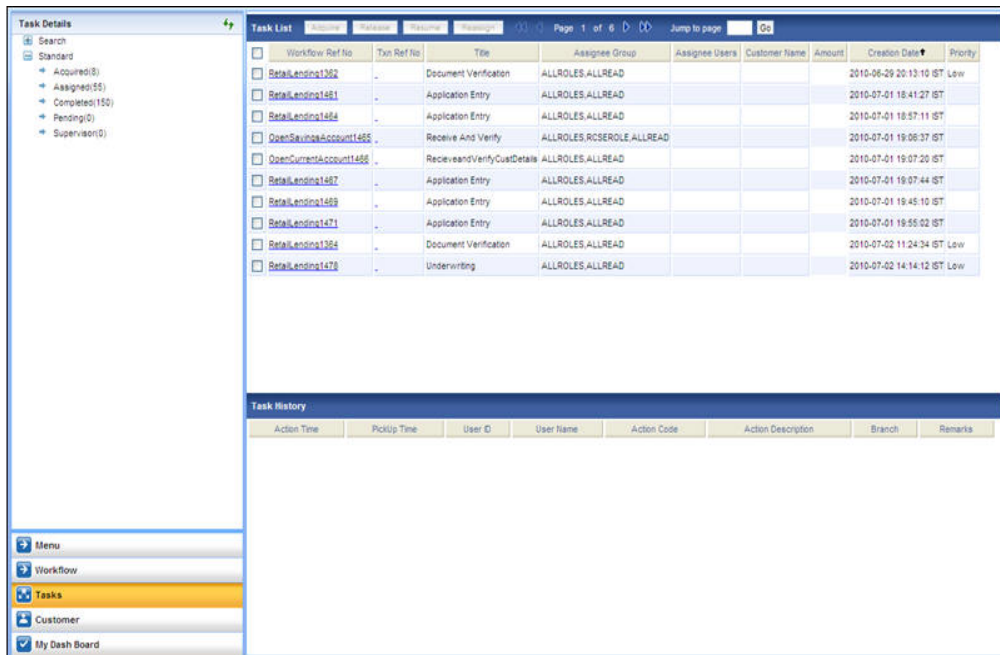 Task Details
Search
Standard
Acquired(8)
Assigned(55)
Completed(150)
Pending(0)
Supervisor(0)
Menu
Workflow
Tasks
Customer
My Dash Board
Task List Acquire Release Resume Reassign Page 1 of 6 Jump to page Go
Workflow Ref No Txn Ref No Title Assignee Group Assignee Users Customer Name Amount Creation Date Priority
RetailLending1362 Document Verification ALLROLES,ALLREAD 2010-06-29 20:13:10 IST Low
RetailLending1461 Application Entry ALLROLES,ALLREAD 2010-07-01 18:41:27 IST
RetailLending1464 Application Entry ALLROLES,ALLREAD 2010-07-01 18:57:11 IST
OpenSavingsAccount1465 Receive And Verify ALLROLES,RCSEROLE,ALLREAD 2010-07-01 19:06:37 IST
OpenCurrentAccount1466 RecieveandVerifyCustDetails ALLROLES,ALLREAD 2010-07-01 19:07:20 IST
RetailLending1467 Application Entry ALLROLES,ALLREAD 2010-07-01 19:07:44 IST
RetailLending1469 Application Entry ALLROLES,ALLREAD 2010-07-01 19:45:10 IST
RetailLending1471 Application Entry ALLROLES,ALLREAD 2010-07-01 19:55:02 IST
RetailLending1364 Document Verification ALLROLES,ALLREAD 2010-07-02 11:24:34 IST Low
RetailLending1478 Underwriting ALLROLES,ALLREAD 2010-07-02 14:14:12 IST Low
Task History
Action Time PickUp Time User ID User Name Action Code Action Description Branch Remarks